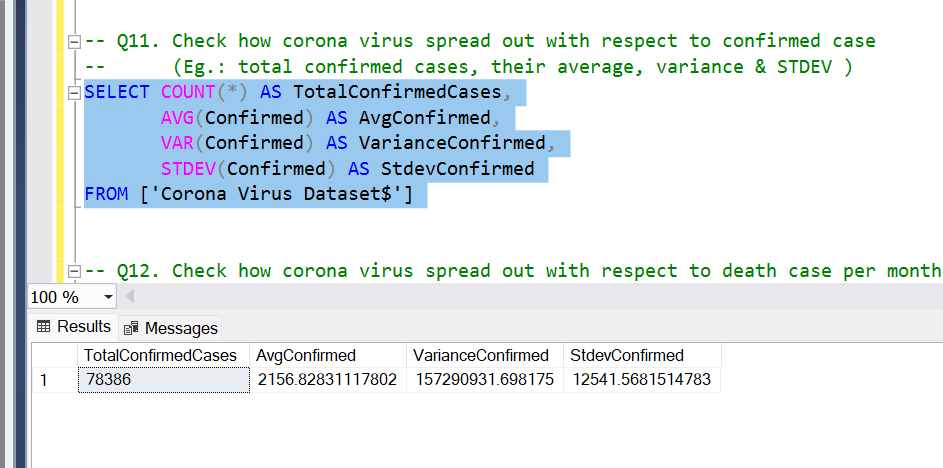 -- Q11. Check how corona virus spread out with respect to confirmed case
--      (Eg.: total confirmed cases, their average, variance & STDEV )
SELECT COUNT(*) AS TotalConfirmedCases,
       AVG(Confirmed) AS AvgConfirmed,
       VAR(Confirmed) AS VarianceConfirmed,
       STDEV(Confirmed) AS StdevConfirmed
FROM ['Corona Virus Dataset$']
-- Q12. Check how corona virus spread out with respect to death case per month
100 %
Results Messages
TotalConfirmedCases AvgConfirmed VarianceConfirmed StdevConfirmed
1 78386 2156.82831117802 157290931.698175 12541.5681514783